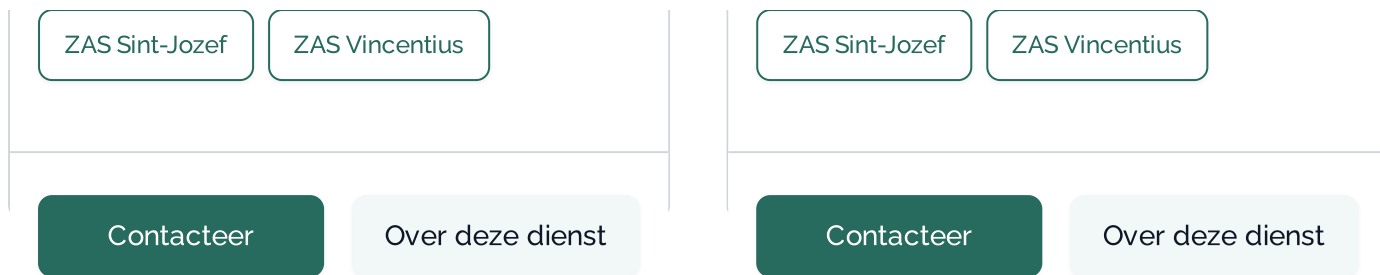 ZAS Sint-Jozef ZAS Vincentius ZAS Sint-Jozef ZAS Vincentius
Contacteer Over deze dienst Contacteer Over deze dienst